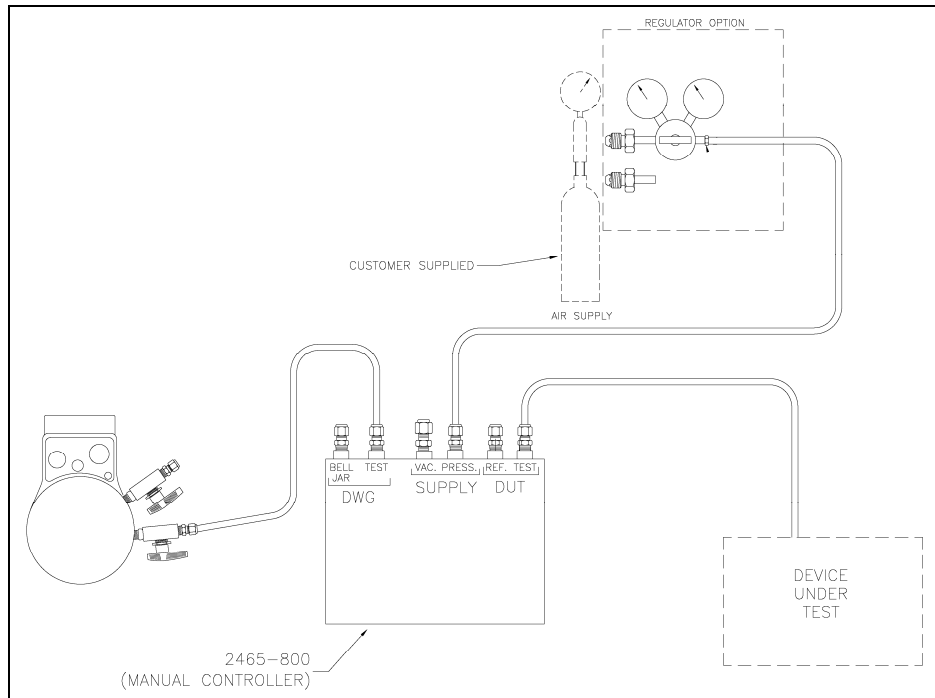 REGULATOR OPTION
CUSTOMER SUPPLIED
AIR SUPPLY
BELL JAR TEST VAC. PRESS. REF. TEST
DWG SUPPLY DUT
DEVICE
UNDER
TEST
2465-800
(MANUAL CONTROLLER)